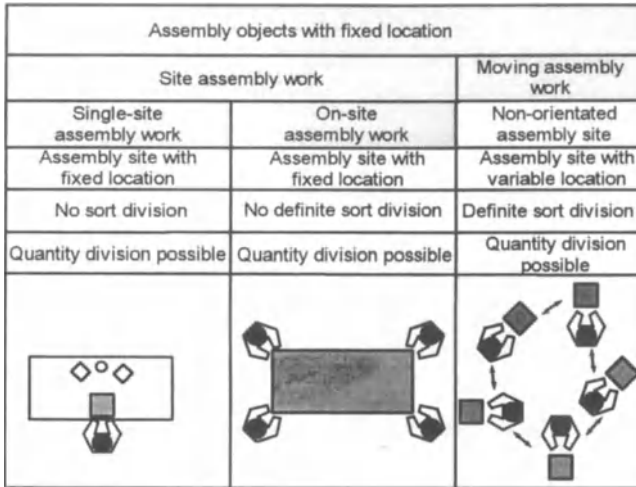 Assembly objects with fixed location
Site assembly work
Moving assembly
work
Single-site
assembly work
On-site
assembly work
Non-orientated
assembly site
Assembly site with
fixed location
Assembly site with
fixed location
Assembly site with
variable location
No sort division
No definite sort division
Definite sort division
Quantity division possible
Quantity division possible
Quantity division
possible